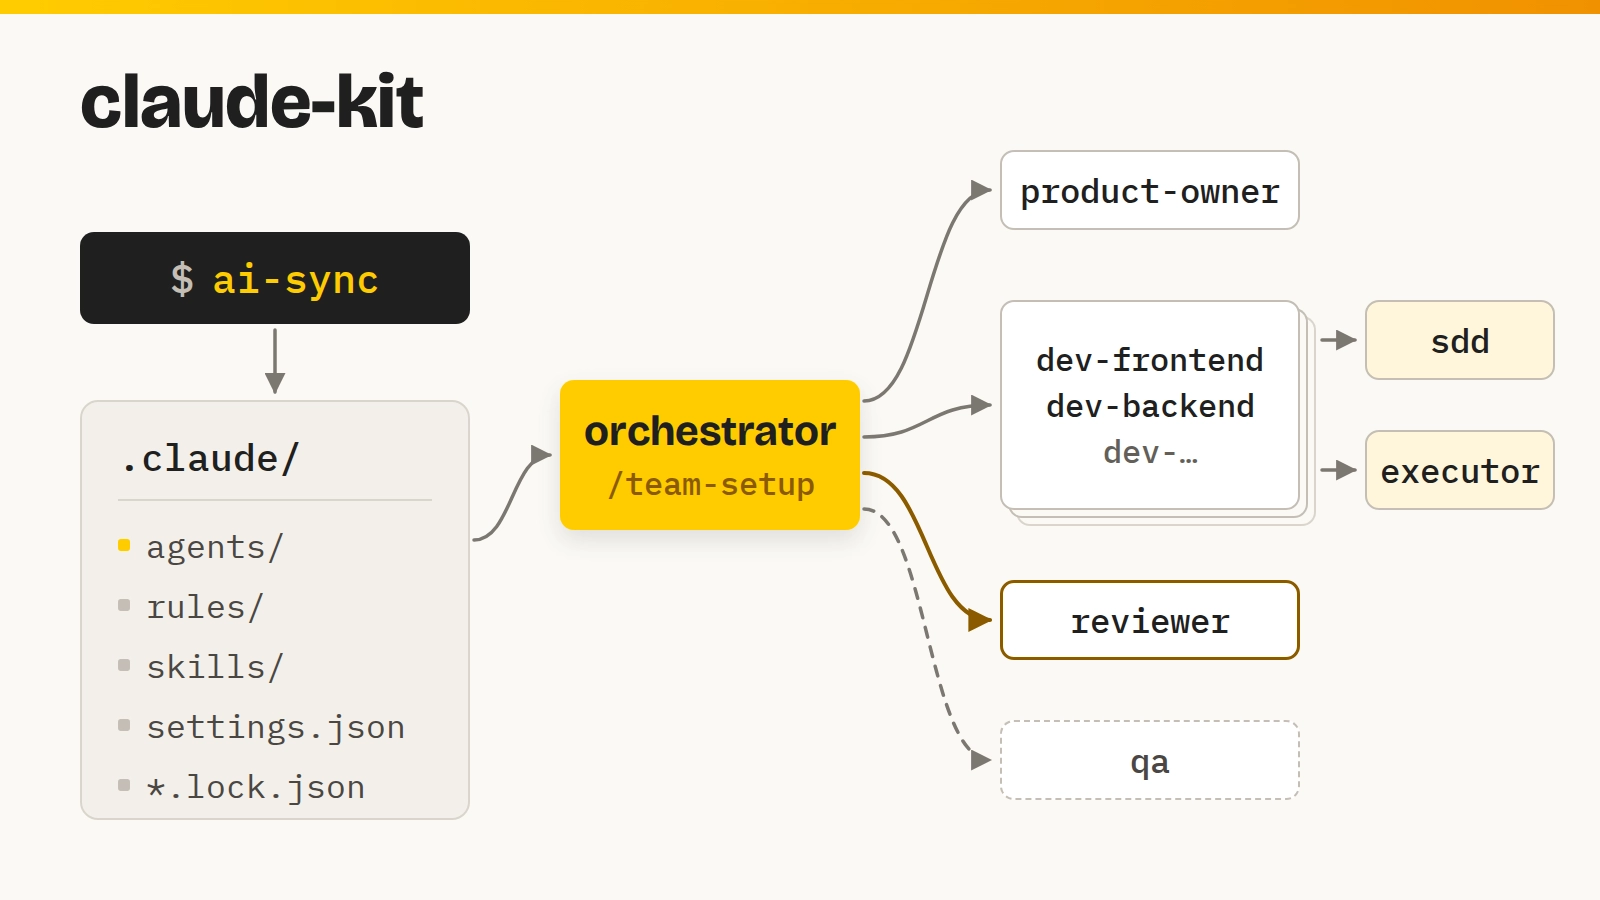 claude-kit
$ ai-sync
.claude/
agents/
rules/
skills/
settings.json
*.lock.json
orchestrator
/team-setup
product-owner
dev-frontend
dev-backend
dev-…
sdd
executor
reviewer
qa